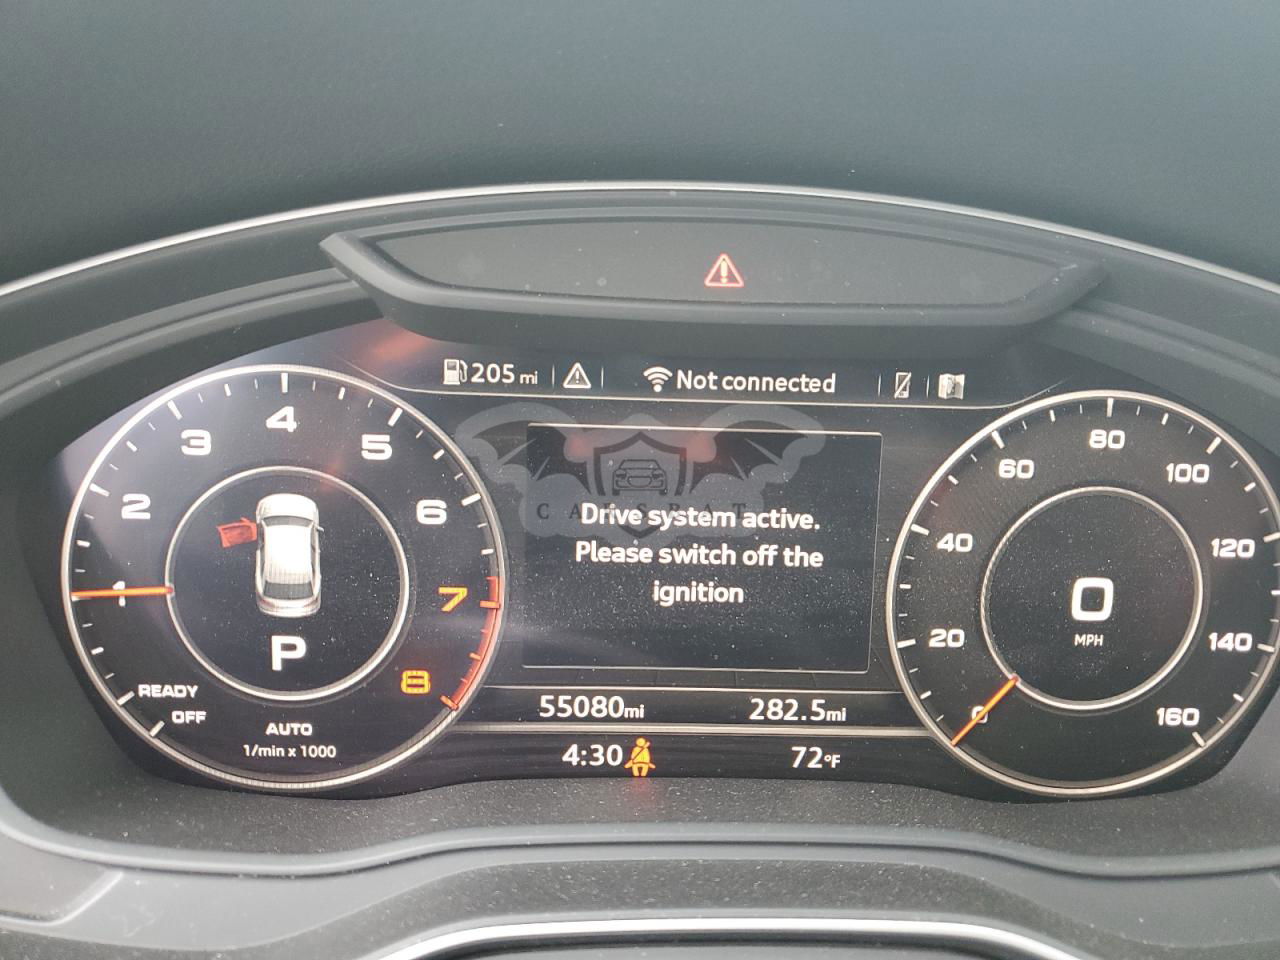 205 mi
Not connected
1
2
3
4
5
6
7
8
P
READY
OFF
AUTO
1/min x 1000
Drive system active.
Please switch off the
ignition
55080mi
282.5mi
4:30
72°F
0
20
40
60
80
100
120
140
160
0
MPH